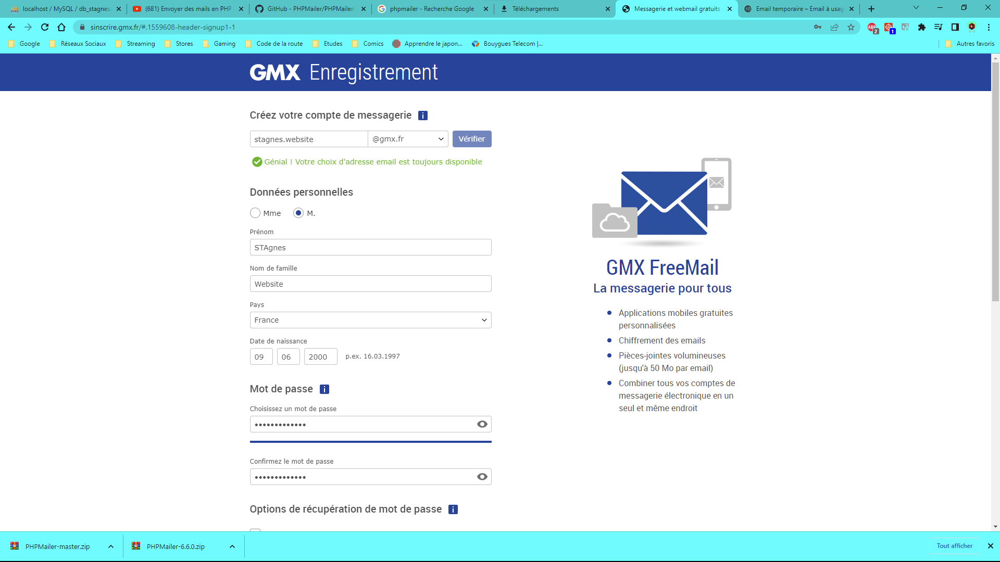 localhost / MySQL / db_stagnes
(681) Envoyer des mails en PHP
GitHub - PHPMailer/PHPMailer:
phpmailer - Recherche Google
Téléchargements
Messagerie et webmail gratuits
Email temporaire – Email à usag
sinscrire.gmx.fr/#.1559608-header-signup1-1
ABP 2
1
Google
Réseaux Sociaux
Streaming
Stores
Gaming
Code de la route
Etudes
Comics
Apprendre le japon...
Bouygues Telecom |...
Autres favoris
GMX Enregistrement
Créez votre compte de messagerie i
stagnes.website
@gmx.fr
Vérifier
Génial ! Votre choix d'adresse email est toujours disponible
Données personnelles
Mme
M.
Prénom
STAgnes
Nom de famille
Website
Pays
France
Date de naissance
09
06
2000
p.ex. 16.03.1997
Mot de passe i
Choisissez un mot de passe
•••••••••••••
Confirmez le mot de passe
•••••••••••••
Options de récupération de mot de passe i
GMX FreeMail
La messagerie pour tous
Applications mobiles gratuites
personnalisées
Chiffrement des emails
Pièces-jointes volumineuses
(jusqu'à 50 Mo par email)
Combiner tous vos comptes de
messagerie électronique en un
seul et même endroit
PHPMailer-master.zip
PHPMailer-6.6.0.zip
Tout afficher